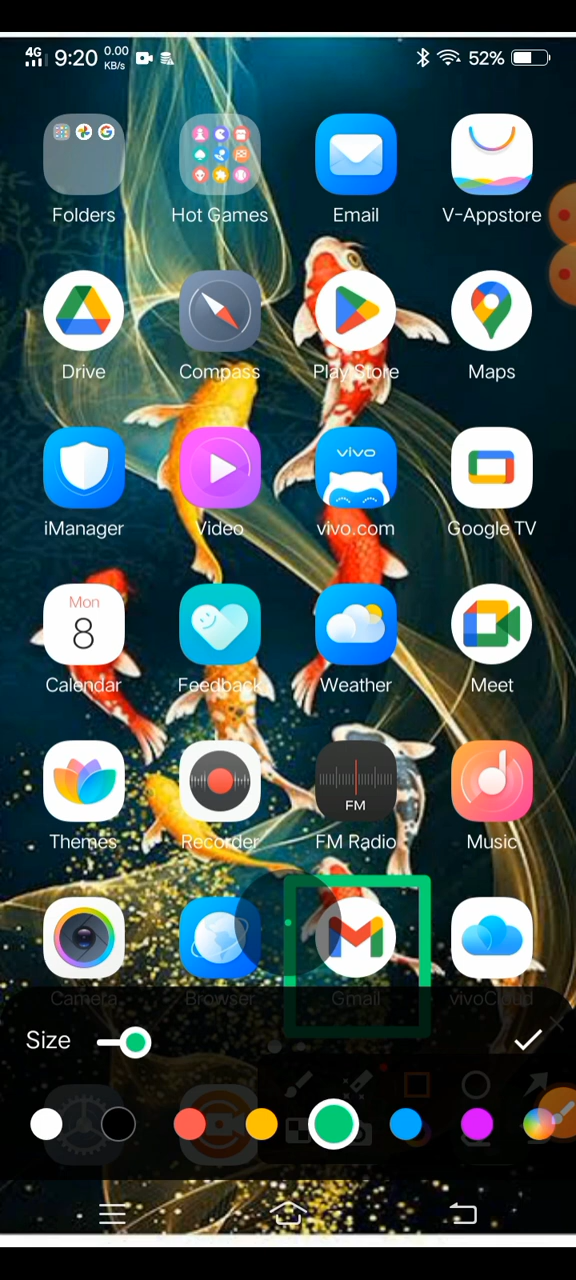 4G 9:20 0.00 KB/s 52%
Folders Hot Games Email V-Appstore
Drive Compass Play Store Maps
vivo
iManager Video vivo.com Google TV
Mon
8
Calendar Feedback Weather Meet
FM
Themes Recorder FM Radio Music
Camera Browser Gmail vivoCloud
Size